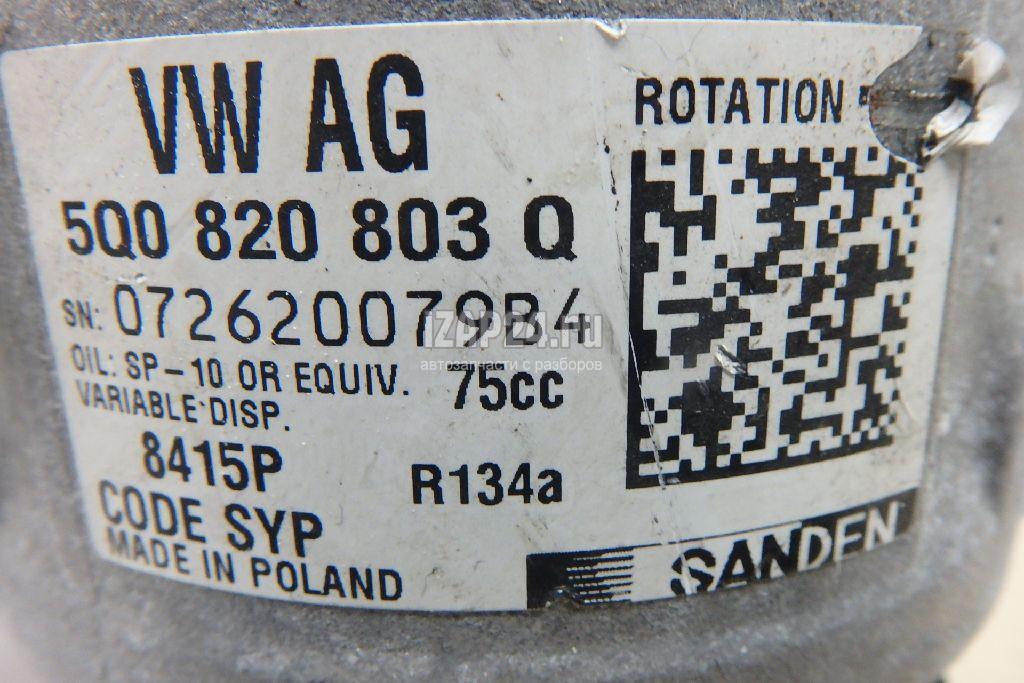 VW AG
ROTATION
5Q0 820 803 Q
SN: 072620079B4
OIL: SP-10 OR EQUIV. 75cc
VARIABLE DISP.
8415P
R134a
CODE SYP
MADE IN POLAND
SANDEN
IZAP24.ru
автозапчасти с разборов